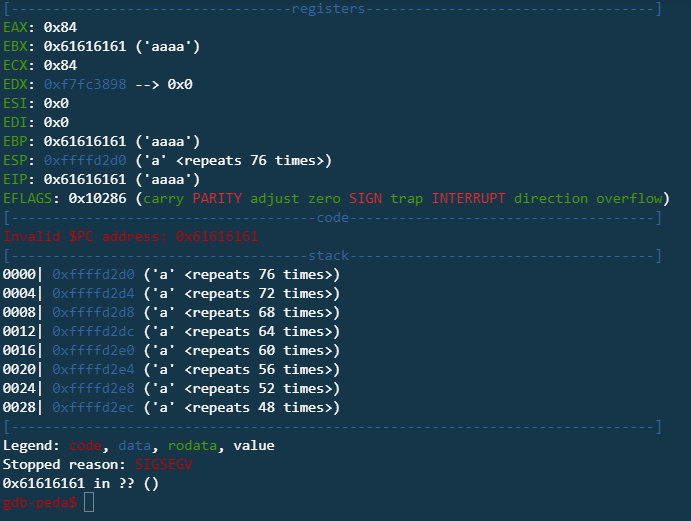 [----------------------------------registers-----------------------------------]
EAX: 0x84
EBX: 0x61616161 ('aaaa')
ECX: 0x84
EDX: 0xf7fc3898 --> 0x0
ESI: 0x0
EDI: 0x0
EBP: 0x61616161 ('aaaa')
ESP: 0xffffd2d0 ('a' <repeats 76 times>)
EIP: 0x61616161 ('aaaa')
EFLAGS: 0x10286 (carry PARITY adjust zero SIGN trap INTERRUPT direction overflow)
[-------------------------------------code-------------------------------------]
Invalid $PC address: 0x61616161
[------------------------------------stack-------------------------------------]
0000| 0xffffd2d0 ('a' <repeats 76 times>)
0004| 0xffffd2d4 ('a' <repeats 72 times>)
0008| 0xffffd2d8 ('a' <repeats 68 times>)
0012| 0xffffd2dc ('a' <repeats 64 times>)
0016| 0xffffd2e0 ('a' <repeats 60 times>)
0020| 0xffffd2e4 ('a' <repeats 56 times>)
0024| 0xffffd2e8 ('a' <repeats 52 times>)
0028| 0xffffd2ec ('a' <repeats 48 times>)
[------------------------------------------------------------------------------]
Legend: code, data, rodata, value
Stopped reason: SIGSEGV
0x61616161 in ?? ()
gdb-peda$